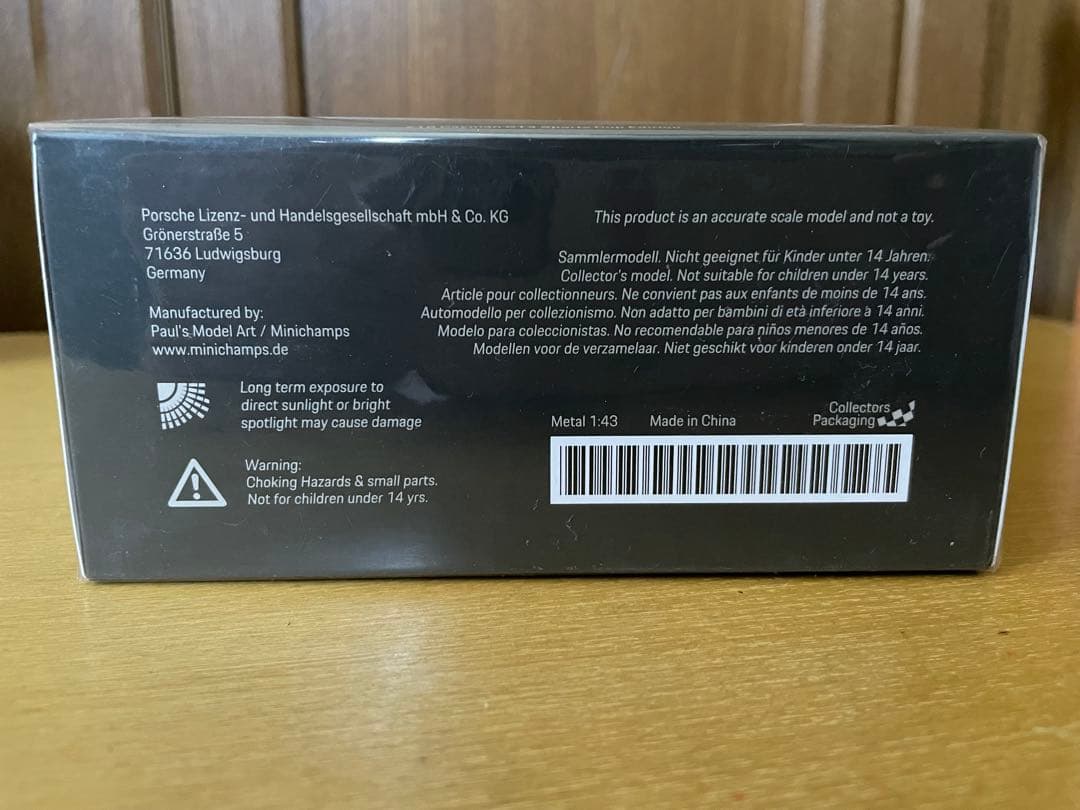 Porsche Lizenz- und Handelsgesellschaft mbH & Co. KG
Grönerstraße 5
71636 Ludwigsburg
Germany
Manufactured by:
Paul's Model Art / Minichamps
www.minichamps.de
Long term exposure to
direct sunlight or bright
spotlight may cause damage
Warning:
Choking Hazards & small parts.
Not for children under 14 yrs.
This product is an accurate scale model and not a toy.
Sammlermodell. Nicht geeignet für Kinder unter 14 Jahren.
Collector's model. Not suitable for children under 14 years.
Article pour collectionneurs. Ne convient pas aux enfants de moins de 14 ans.
Automodello per collezionismo. Non adatto per bambini di età inferiore à 14 anni.
Modelo para coleccionistas. No recomendable para niños menores de 14 años.
Modellen voor de verzamelaar. Niet geschikt voor kinderen onder 14 jaar.
Metal 1:43
Made in China
Collectors
Packaging